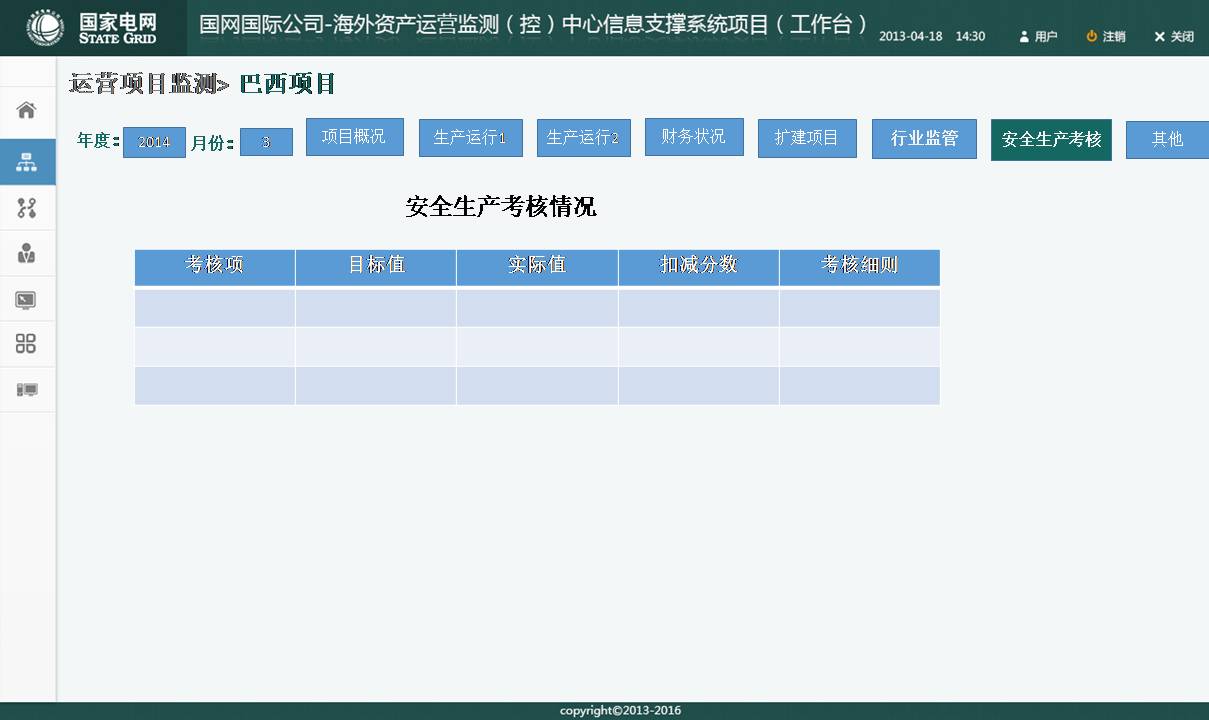 国家电网
STATE GRID
国网国际公司-海外资产运营监测（控）中心信息支撑系统项目（工作台）
2013-04-18 14:30
用户
注销
关闭
运营项目监测> 巴西项目
年度: 2014 月份: 3 项目概况 生产运行1 生产运行2 财务状况 扩建项目 行业监管 安全生产考核 其他
安全生产考核情况
考核项 目标值 实际值 扣减分数 考核细则
copyright©2013-2016